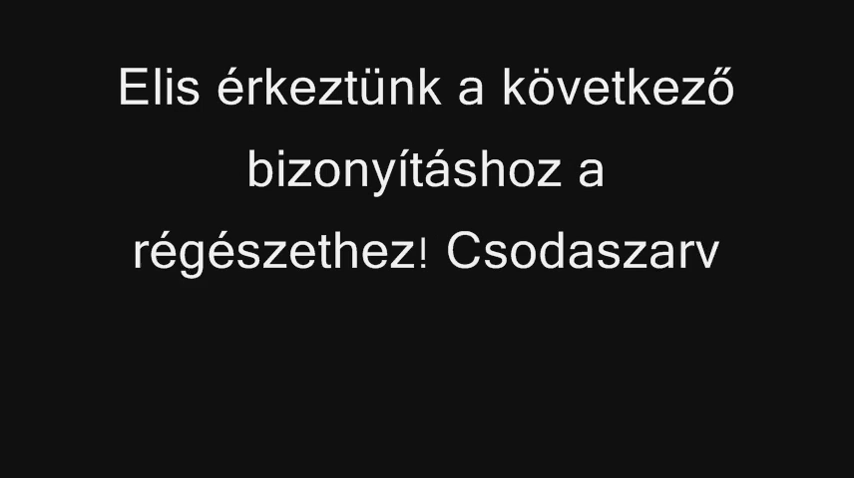 Elis érkeztünk a következő
bizonyításhoz a
régészethez! Csodaszarv